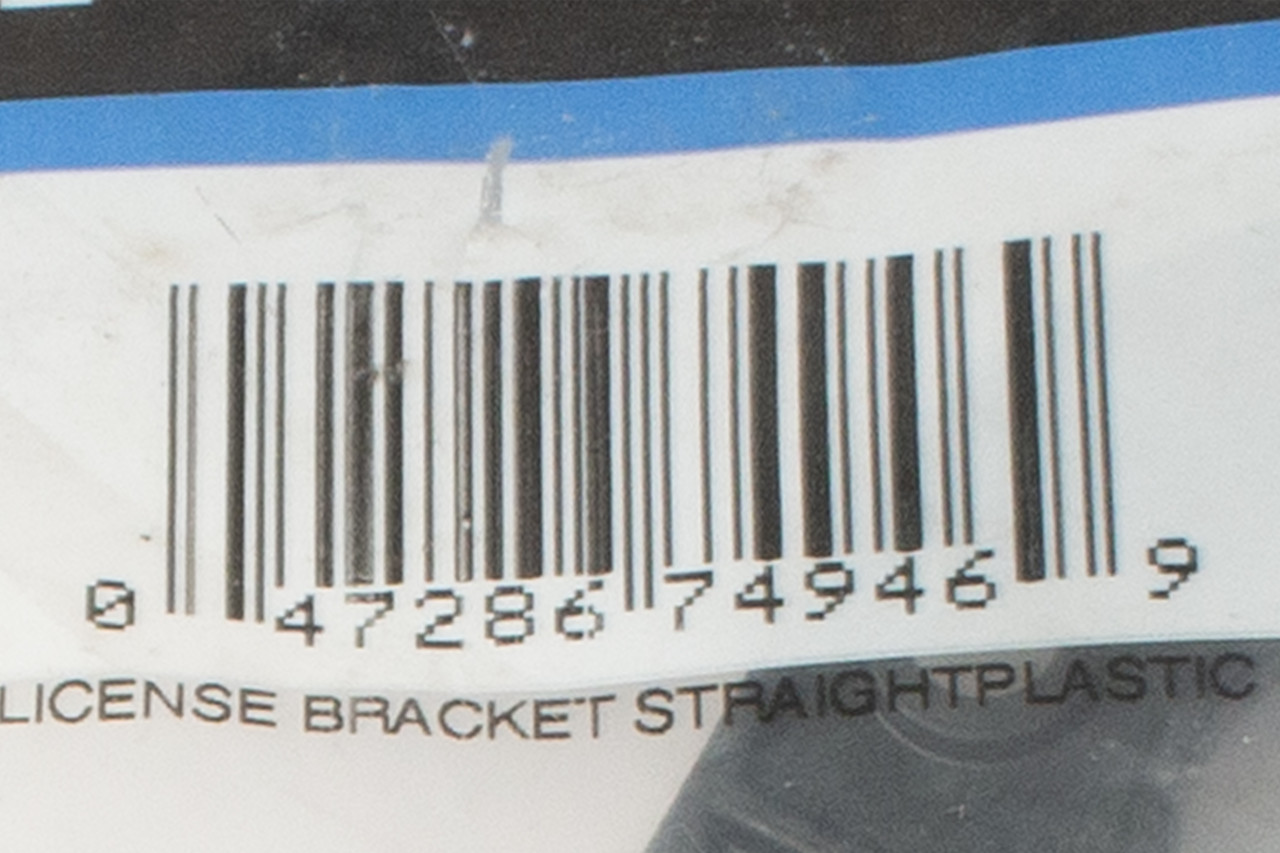 0 47286 74946 9
LICENSE BRACKET STRAIGHTPLASTIC